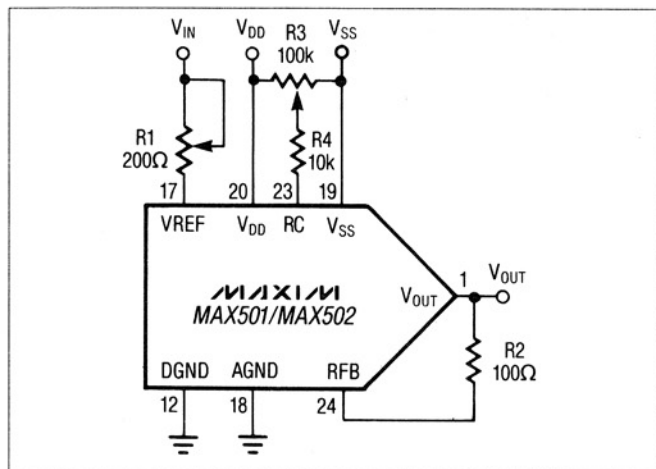 VIN
VDD
R3
100k
VSS
R1
200Ω
R4
10k
17
20
23
19
VREF
VDD
RC
VSS
MAXIM
MAX501/MAX502
VOUT
1
VOUT
R2
100Ω
DGND
AGND
RFB
12
18
24